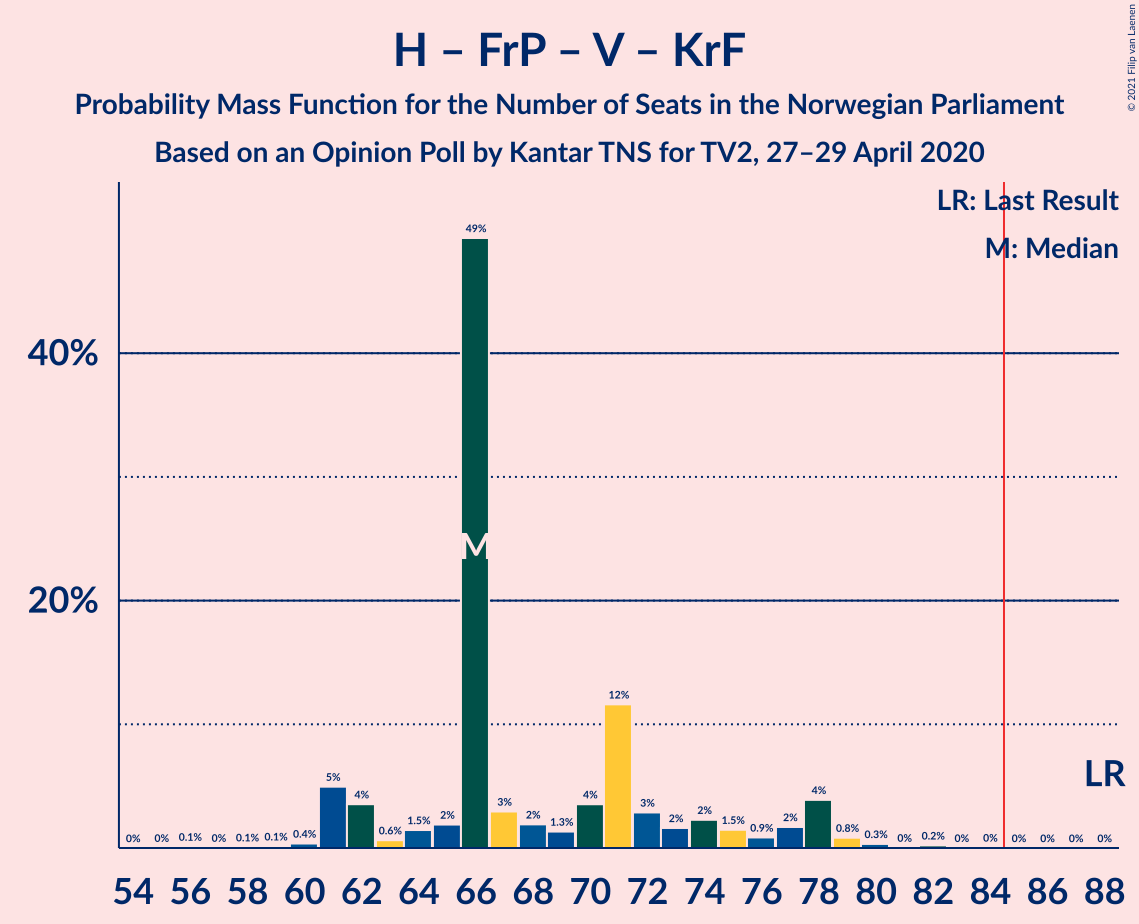 H – FrP – V – KrF
Probability Mass Function for the Number of Seats in the Norwegian Parliament
Based on an Opinion Poll by Kantar TNS for TV2, 27–29 April 2020
© 2021 Filip van Laenen
LR: Last Result
M: Median
40%
20%
0% 0% 0.1% 0% 0.1% 0.1% 0.4% 5% 4% 0.6% 1.5% 2% 49% 3% 2% 1.3% 4% 12% 3% 2% 2% 1.5% 0.9% 2% 4% 0.8% 0.3% 0% 0.2% 0% 0% 0% 0% 0% 0%
M
LR
54 56 58 60 62 64 66 68 70 72 74 76 78 80 82 84 86 88